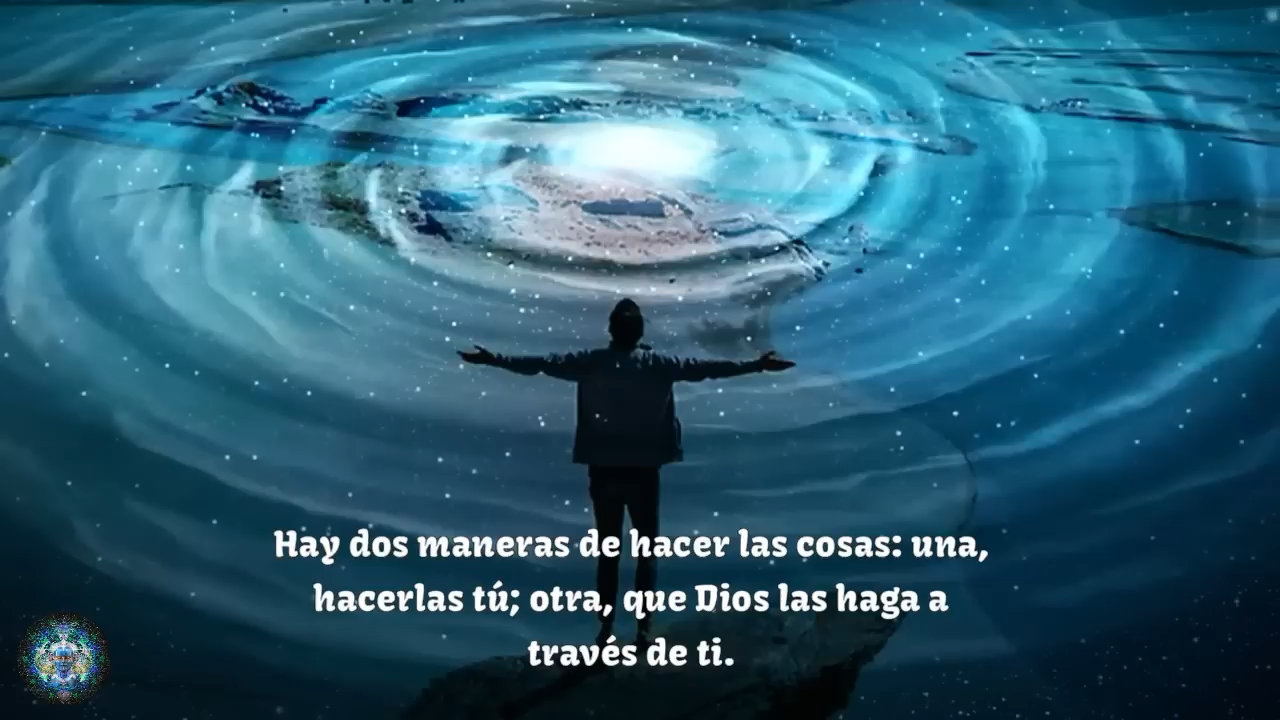 Hay dos maneras de hacer las cosas: una,
hacerlas tú; otra, que Dios las haga a
través de ti.